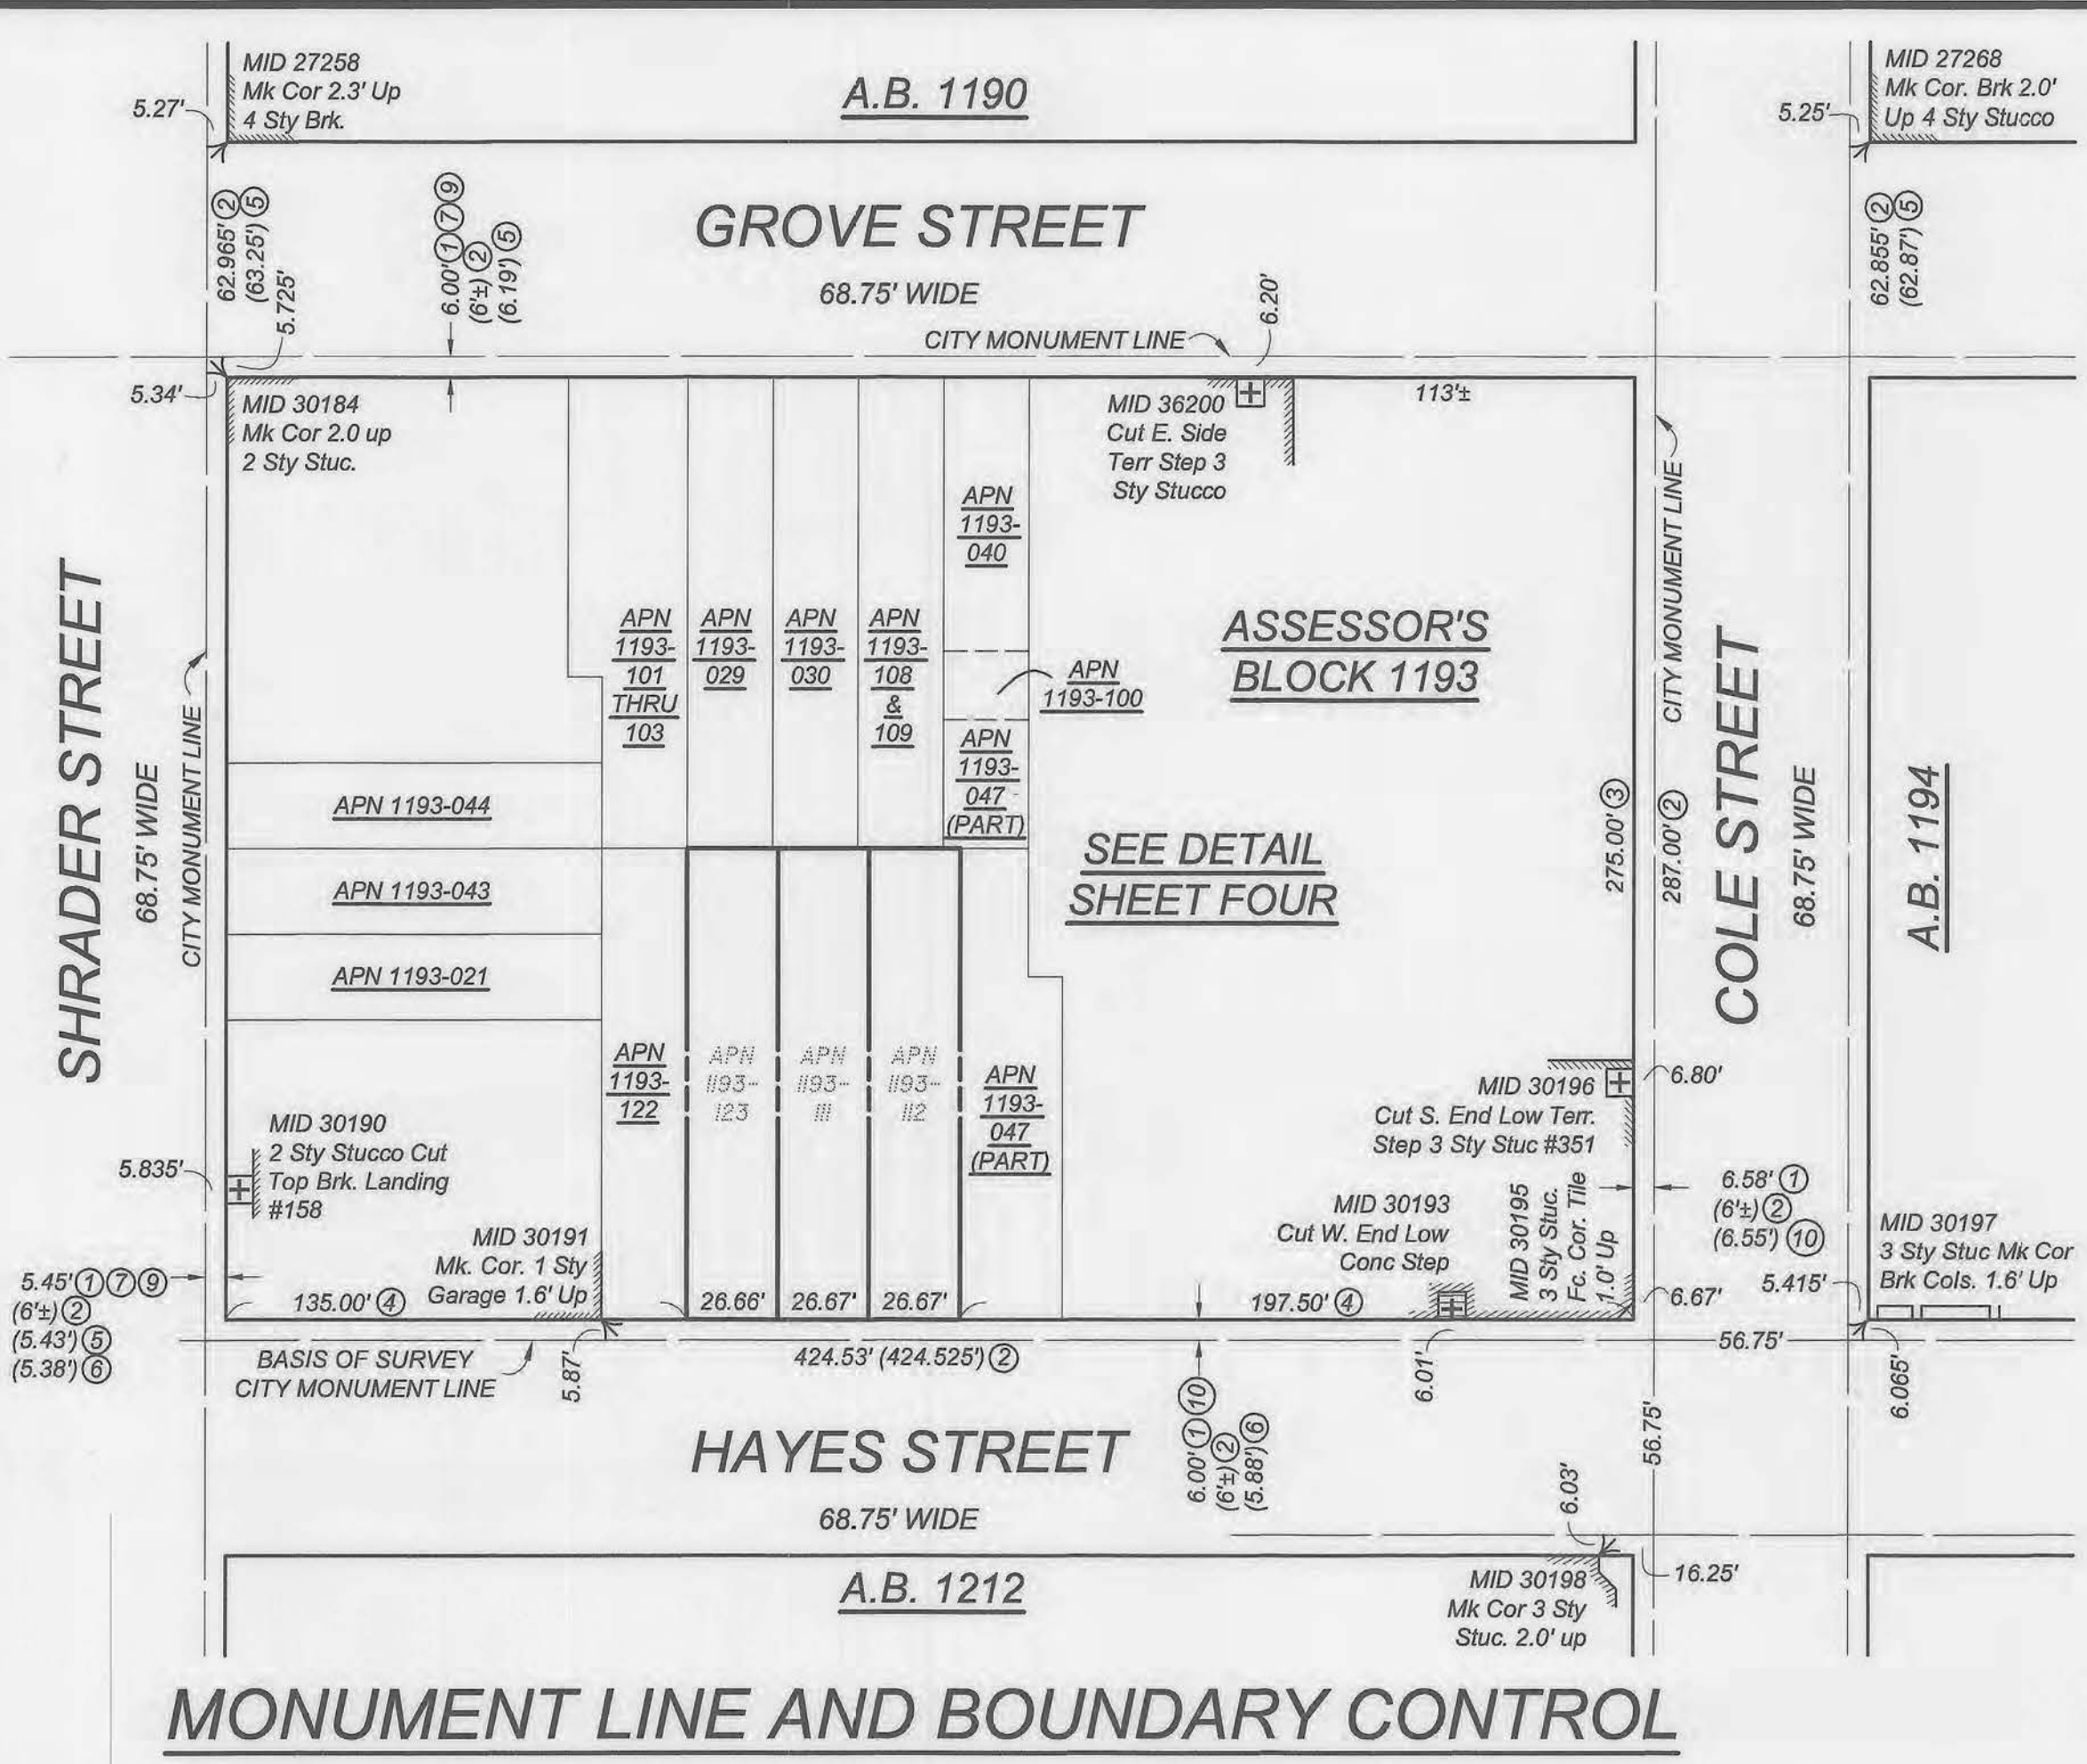 MID 27258
Mk Cor 2.3' Up
4 Sty Brk.
5.27'
A.B. 1190
MID 27268
Mk Cor. Brk 2.0'
Up 4 Sty Stucco
5.25'
62.965' ②
(63.25') ⑤
5.725'
6.00' ① ⑦ ⑨
(6'±) ②
(6.19') ⑤
GROVE STREET
68.75' WIDE
CITY MONUMENT LINE
6.20'
62.855' ②
(62.87') ⑤
5.34'
MID 30184
Mk Cor 2.0 up
2 Sty Stuc.
MID 36200
Cut E. Side
Terr Step 3
Sty Stucco
113'±
CITY MONUMENT LINE
SHRADER STREET
68.75' WIDE
CITY MONUMENT LINE
APN
1193-
101
THRU
103
APN
1193-
029
APN
1193-
030
APN
1193-
108
&
109
APN
1193-
040
APN
1193-100
APN
1193-
047
(PART)
ASSESSOR'S
BLOCK 1193
SEE DETAIL
SHEET FOUR
275.00' ③
287.00' ②
COLE STREET
68.75' WIDE
A.B. 1194
APN 1193-044
APN 1193-043
APN 1193-021
APN
1193-
122
APN
1193-
123
APN
1193-
111
APN
1193-
112
APN
1193-
047
(PART)
MID 30190
2 Sty Stucco Cut
Top Brk. Landing
#158
5.835'
MID 30191
Mk. Cor. 1 Sty
Garage 1.6' Up
MID 30196
Cut S. End Low Terr.
Step 3 Sty Stuc #351
6.80'
MID 30193
Cut W. End Low
Conc Step
MID 30195
3 Sty Stuc.
Fc. Cor. Tile
1.0' Up
6.58' ①
(6'±) ②
(6.55') ⑩
MID 30197
3 Sty Stuc Mk Cor
Brk Cols. 1.6' Up
5.45' ① ⑦ ⑨
(6'±) ②
(5.43') ⑤
(5.38') ⑥
135.00' ④
26.66'
26.67'
26.67'
197.50' ④
6.67'
5.415'
BASIS OF SURVEY
CITY MONUMENT LINE
5.87'
424.53' (424.525') ②
6.00' ① ⑩
(6'±) ②
(5.88') ⑥
6.01'
56.75'
6.065'
56.75'
HAYES STREET
68.75' WIDE
6.03'
16.25'
A.B. 1212
MID 30198
Mk Cor 3 Sty
Stuc. 2.0' up
MONUMENT LINE AND BOUNDARY CONTROL